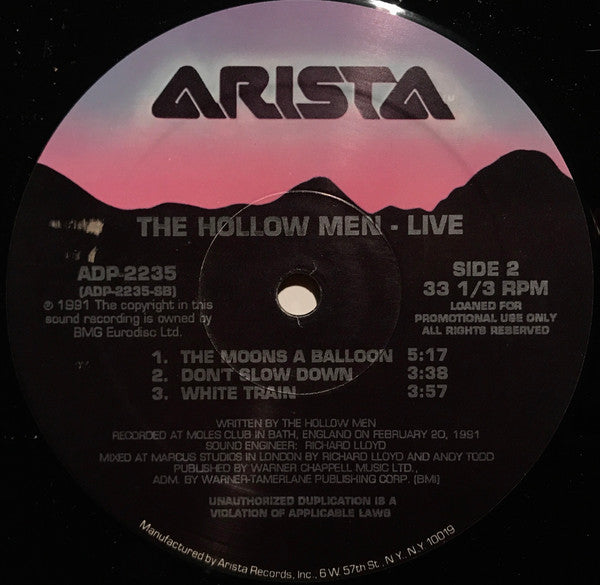 ARISTA
THE HOLLOW MEN - LIVE
ADP-2235
(ADP-2235-SB)
℗ 1991 The copyright in this
sound recording is owned by
BMG Eurodisc Ltd.
SIDE 2
33 1/3 RPM
LOANED FOR
PROMOTIONAL USE ONLY
ALL RIGHTS RESERVED
1. THE MOONS A BALLOON 5:17
2. DON'T SLOW DOWN 3:38
3. WHITE TRAIN 3:57
WRITTEN BY THE HOLLOW MEN
RECORDED AT MOLES CLUB IN BATH, ENGLAND ON FEBRUARY 20, 1991
SOUND ENGINEER: RICHARD LLOYD
MIXED AT MARCUS STUDIOS IN LONDON BY RICHARD LLOYD AND ANDY TODD
PUBLISHED BY WARNER CHAPPELL MUSIC LTD.,
ADM. BY WARNER-TAMERLANE PUBLISHING CORP. (BMI)
UNAUTHORIZED DUPLICATION IS A
VIOLATION OF APPLICABLE LAWS
Manufactured by Arista Records, Inc., 6 W 57th St., N.Y. N.Y 10019